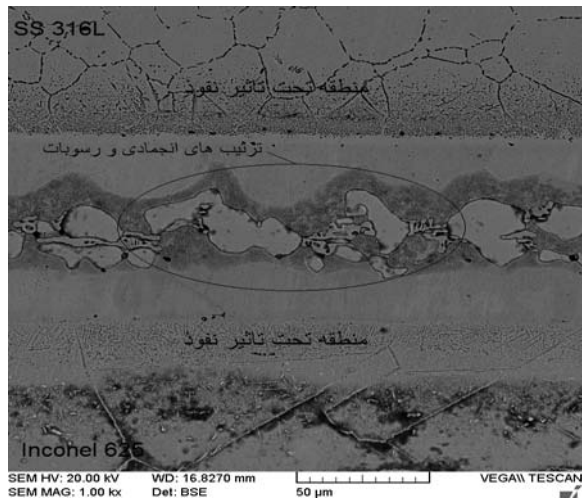 SS 316L
منطقه تحت تاثیر نفوذ
ترتیب های انجمادی و رسوبات
منطقه تحت تاثیر نفوذ
Inconel 625
SEM HV: 20.00 kV WD: 16.8270 mm VEGA\\ TESCAN
SEM MAG: 1.00 kx Det: BSE 50 µm